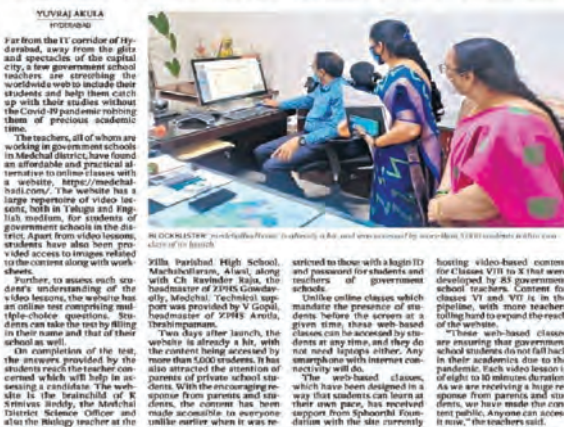 YUVRAJ AKULA
HYDERABAD
Far from the IT corridor of Hy-
derabad, away from the glitz
and spectacles of the capital
city, a few government school
teachers are stretching the
worldwide web to include their
students and help them catch
up with their studies without
the Covid-19 pandemic robbing
them of precious academic
time.
The teachers, all of whom are
working in government schools
in Medchal district, have found
an affordable and practical al-
ternative to online classes with
a website, https://medchal-
badi.com/. The website has a
large repertoire of video les-
sons, both in Telugu and Eng-
lish medium, for students of
government schools in the dis-
trict. Apart from video lessons,
students have also been pro-
vided access to images related
to the content along with work-
sheets.
Further, to assess each stu-
dent's understanding of the
video lessons, the website has
an online test comprising mul-
tiple-choice questions. Stu-
dents can take the test by filling
in their name and that of their
school as well.
On completion of the test,
the answers provided by the
students reach the teacher con-
cerned which will help in as-
sessing a candidate. The web-
site is the brainchild of K
Srinivas Reddy, the Medchal
District Science Officer and
also the Biology teacher at the
BLOCKBUSTER: is already a hit, and was accessed by more than 5,000 students within two
days of its launch
Zilla Parishad High School,
Machabollaram, Alwal, along
with Ch Ravinder Raju, the
headmaster of ZPHS Gowdav-
elly, Medchal. Technical sup-
port was provided by V Gopal,
headmaster of ZPHS Arutla,
Ibrahimpatnam.
Two days after launch, the
website is already a hit, with
the content being accessed by
more than 5,000 students. It has
also attracted the attention of
parents of private school stu-
dents. With the encouraging re-
sponse from parents and stu-
dents, the content has been
made accessible to everyone
unlike earlier when it was re-
stricted to those with a login ID
and password for students and
teachers of government
schools.
Unlike online classes which
mandate the presence of stu-
dents before the screen at a
given time, these web-based
classes can be accessed by stu-
dents at any time, and they do
not need laptops either. Any
smartphone with internet con-
nectivity will do.
The web-based classes,
which have been designed in a
way that students can learn at
their own pace, has received
support from Sphoorthi Foun-
dation with the site currently
hosting video-based content
for Classes VIII to X that were
developed by 83 government
school teachers. Content for
classes VI and VII is in the
pipeline, with more teachers
toiling hard to expand the reach
of the website.
"These web-based classes
are ensuring that government
school students do not fall back
in their academics due to the
pandemic. Each video lesson is
of eight to 10 minutes duration.
As we are receiving a huge re-
sponse from parents and stu-
dents, we have made the con-
tent public. Anyone can access
it now," the teachers said.